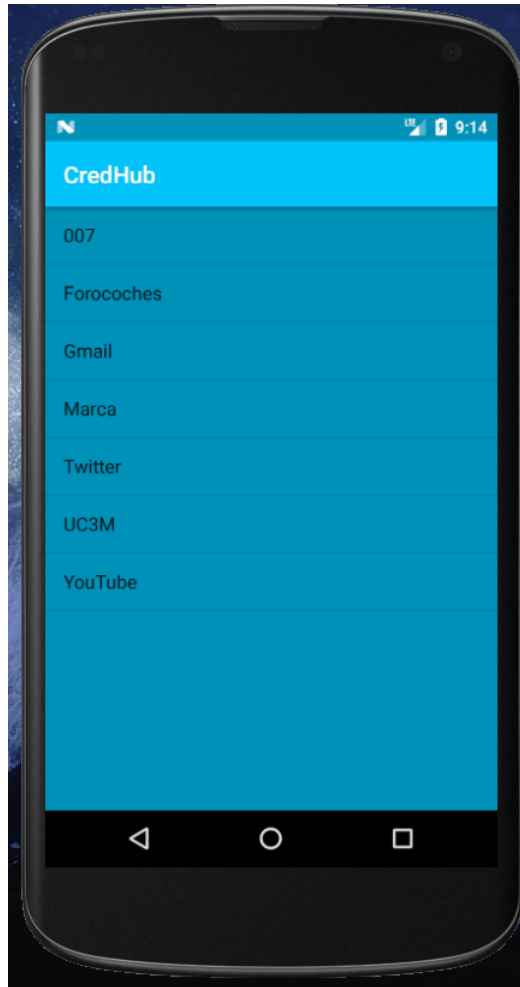 LTE 9:14
CredHub
007
Forocoches
Gmail
Marca
Twitter
UC3M
YouTube